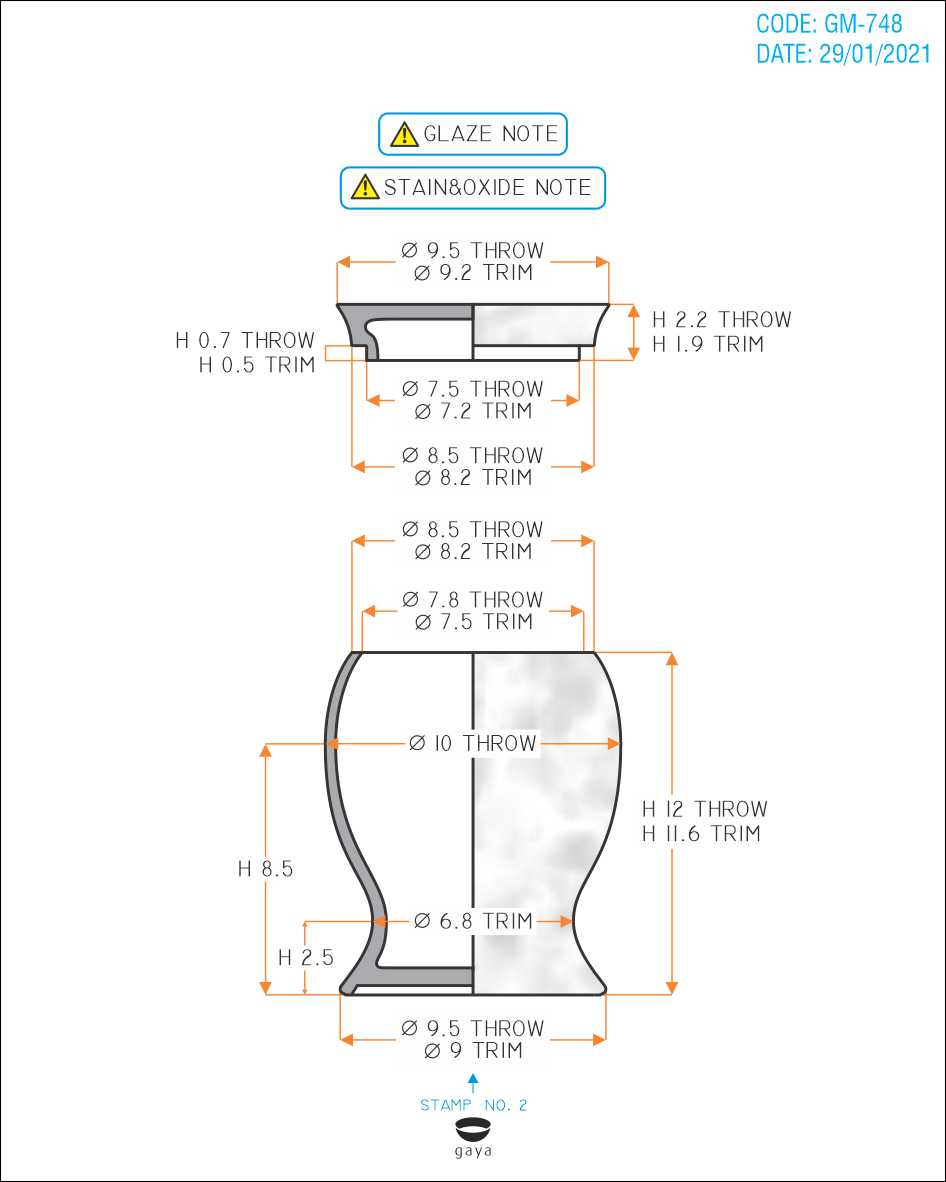 CODE: GM-748
DATE: 29/01/2021
GLAZE NOTE
STAIN&OXIDE NOTE
Ø 9.5 THROW
Ø 9.2 TRIM
H 2.2 THROW
H 1.9 TRIM
H 0.7 THROW
H 0.5 TRIM
Ø 7.5 THROW
Ø 7.2 TRIM
Ø 8.5 THROW
Ø 8.2 TRIM
Ø 8.5 THROW
Ø 8.2 TRIM
Ø 7.8 THROW
Ø 7.5 TRIM
Ø 10 THROW
H 12 THROW
H 11.6 TRIM
H 8.5
Ø 6.8 TRIM
H 2.5
Ø 9.5 THROW
Ø 9 TRIM
STAMP NO. 2
gaya